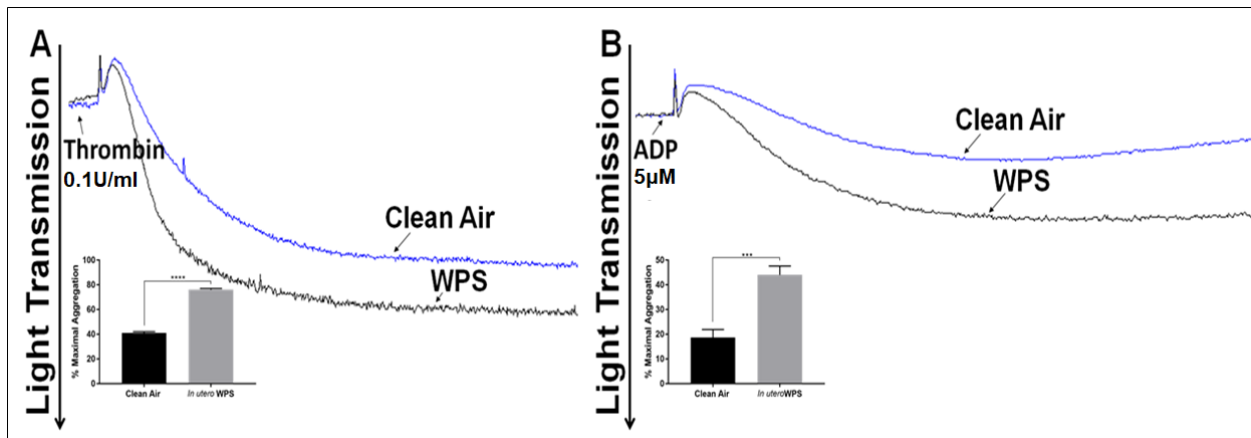 A
Light Transmission
Thrombin
0.1U/ml
Clean Air
WPS
% Maximal Aggregation
100
80
60
40
20
0
****
Clean Air
In utero WPS
B
Light Transmission
ADP
5µM
Clean Air
WPS
% Maximal Aggregation
50
40
30
20
10
0
***
Clean Air
In uteroWPS